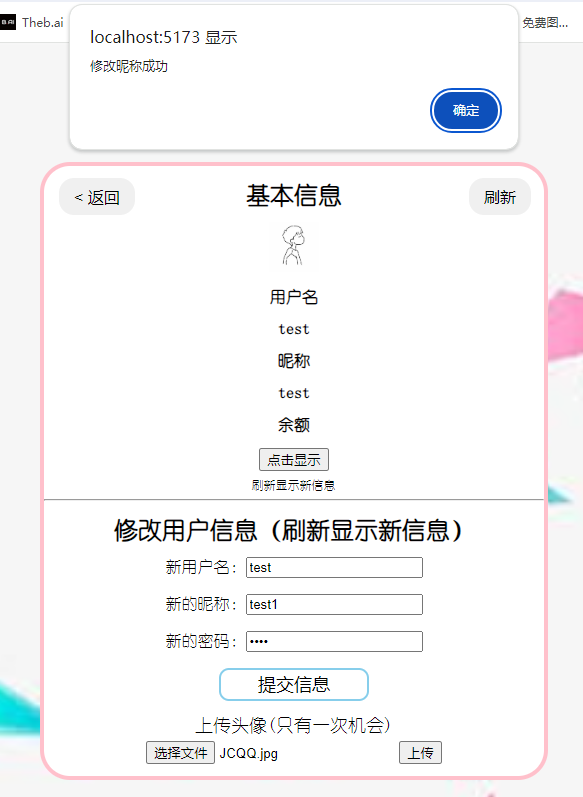 B.AI Theb.ai
免费图...
localhost:5173 显示
修改昵称成功
确定
< 返回
基本信息
刷新
用户名
test
昵称
test
余额
点击显示
刷新显示新信息
修改用户信息（刷新显示新信息）
新用户名: test
新的昵称: test1
新的密码: ••••
提交信息
上传头像(只有一次机会)
选择文件 JCQQ.jpg 上传